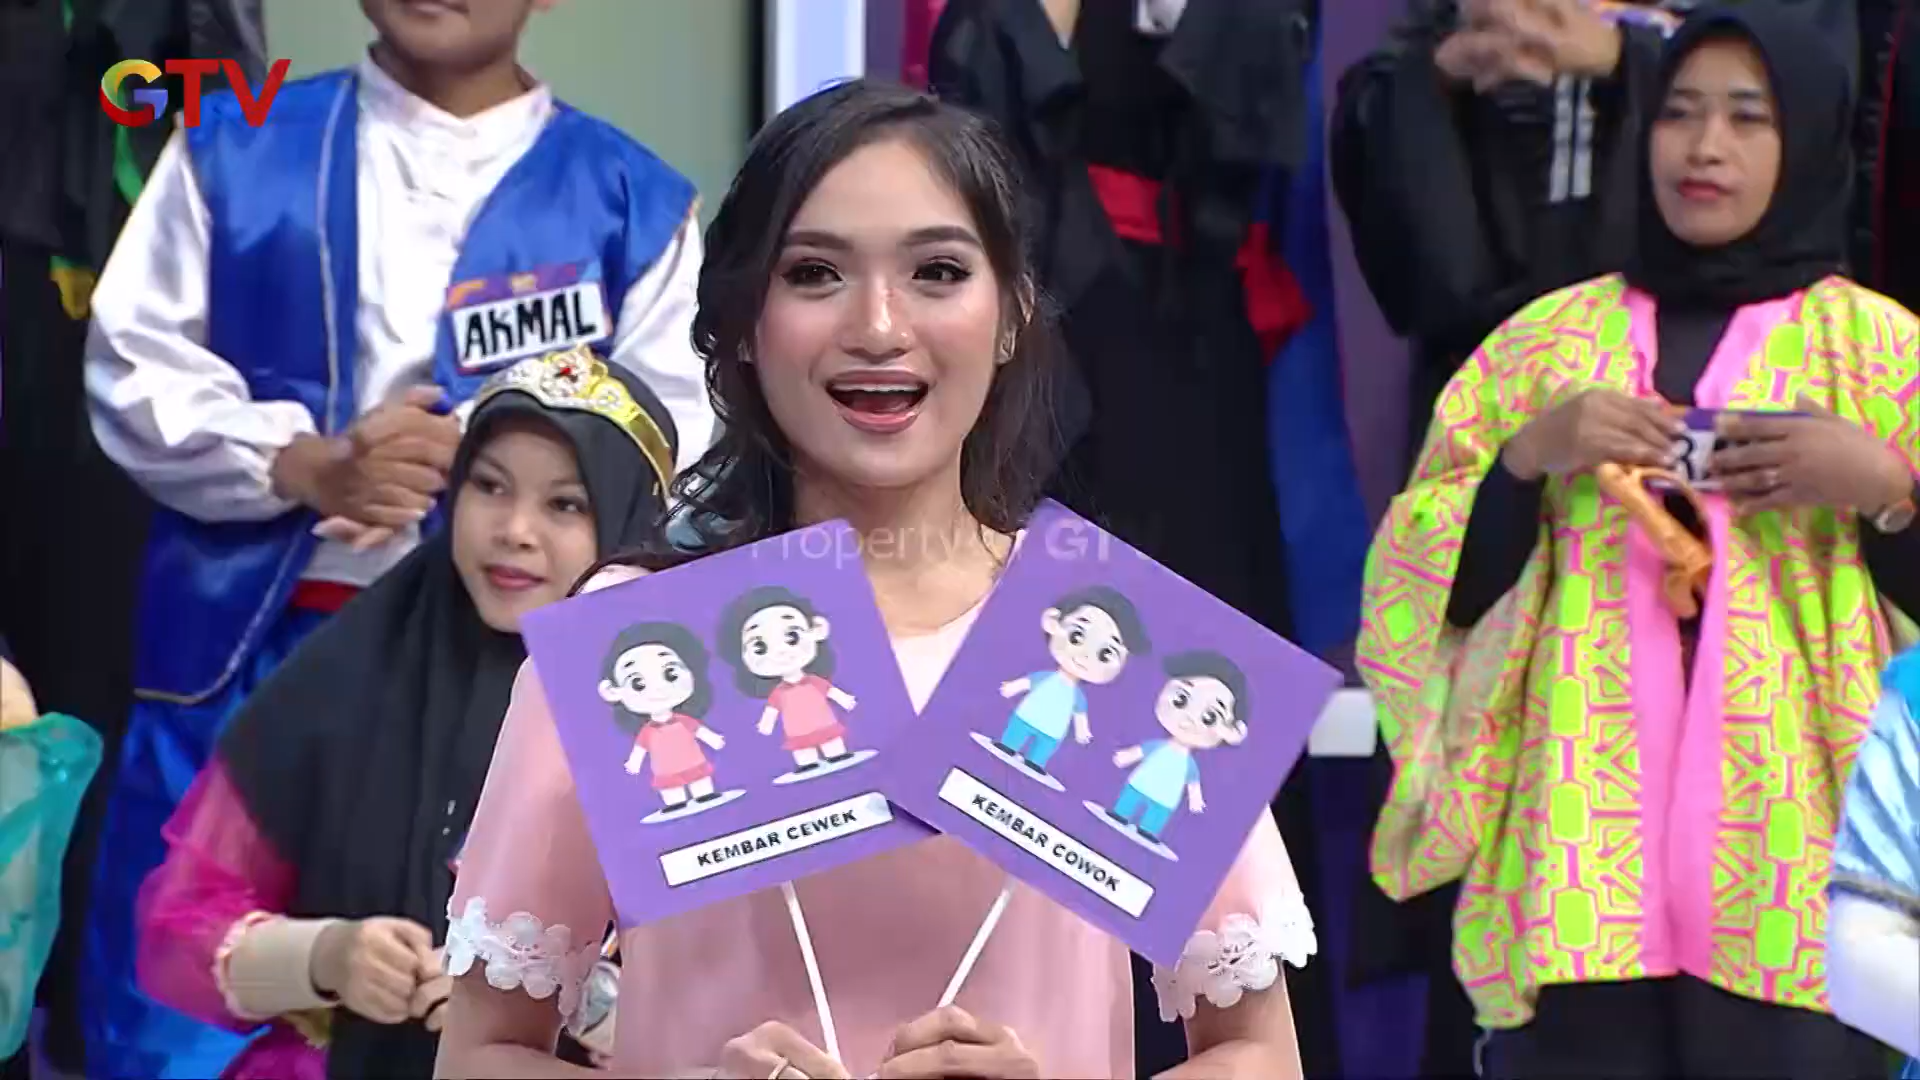 GTV
AKMAL
Property of GTV
R
KEMBAR CEWEK
KEMBAR COWOK